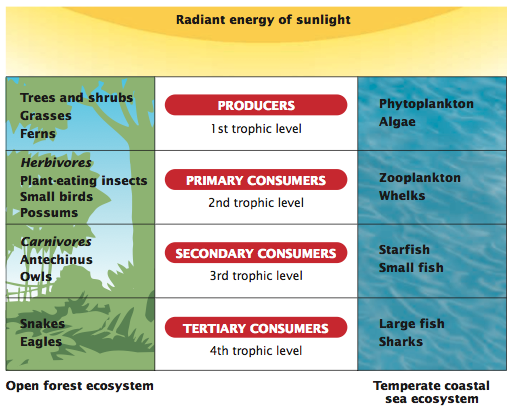 Radiant energy of sunlight
Trees and shrubs
Grasses
Ferns
PRODUCERS
1st trophic level
Phytoplankton
Algae
Herbivores
Plant-eating insects
Small birds
Possums
PRIMARY CONSUMERS
2nd trophic level
Zooplankton
Whelks
Carnivores
Antechinus
Owls
SECONDARY CONSUMERS
3rd trophic level
Starfish
Small fish
Snakes
Eagles
TERTIARY CONSUMERS
4th trophic level
Large fish
Sharks
Open forest ecosystem
Temperate coastal
sea ecosystem